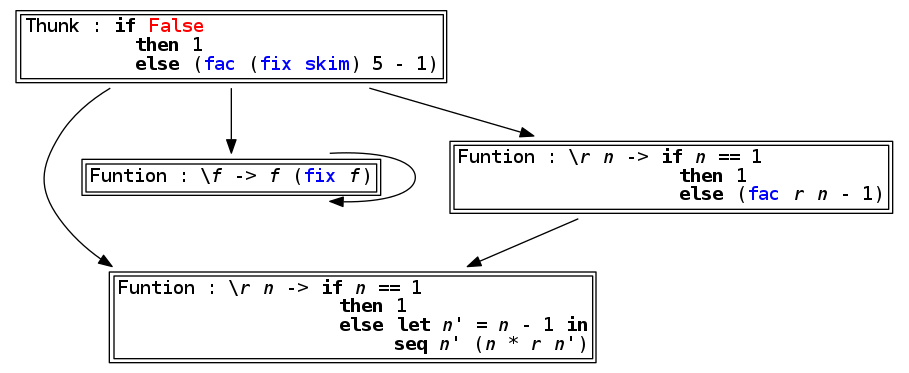 Thunk : if False
then 1
else (fac (fix skim) 5 - 1)
Funtion : \f -> f (fix f)
Funtion : \r n -> if n == 1
then 1
else (fac r n - 1)
Funtion : \r n -> if n == 1
then 1
else let n' = n - 1 in
seq n' (n * r n')